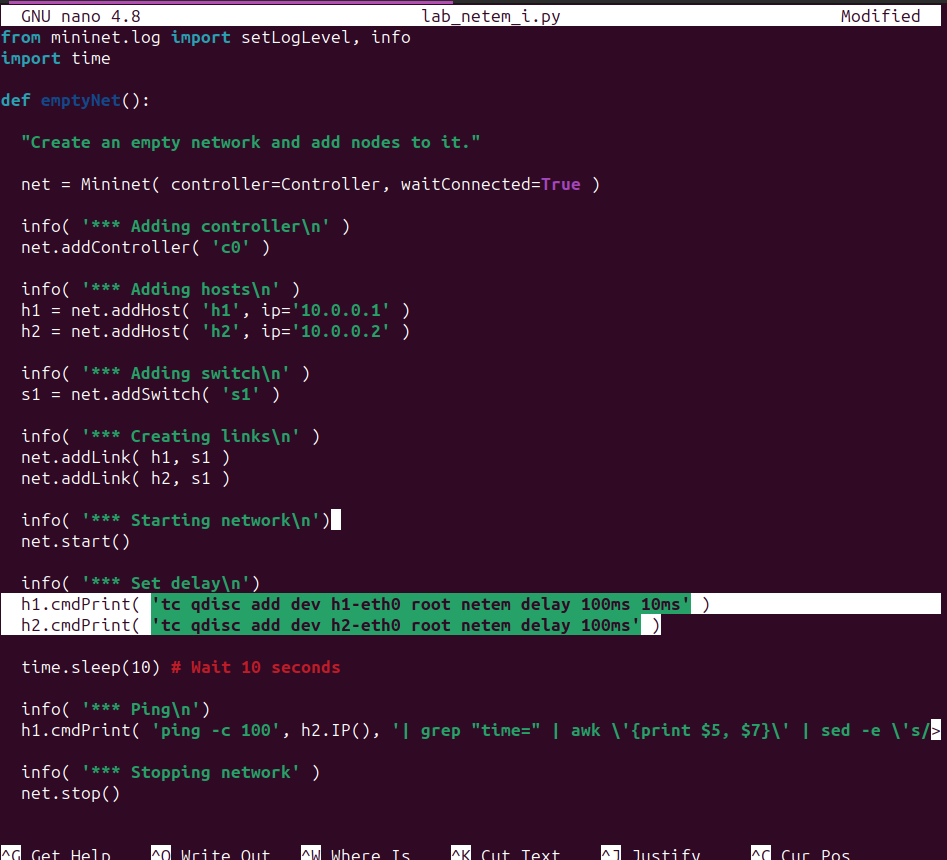 GNU nano 4.8 lab_netem_i.py Modified
from mininet.log import setLogLevel, info
import time
def emptyNet():
"Create an empty network and add nodes to it."
net = Mininet( controller=Controller, waitConnected=True )
info( '*** Adding controller\n' )
net.addController( 'c0' )
info( '*** Adding hosts\n' )
h1 = net.addHost( 'h1', ip='10.0.0.1' )
h2 = net.addHost( 'h2', ip='10.0.0.2' )
info( '*** Adding switch\n' )
s1 = net.addSwitch( 's1' )
info( '*** Creating links\n' )
net.addLink( h1, s1 )
net.addLink( h2, s1 )
info( '*** Starting network\n')
net.start()
info( '*** Set delay\n')
h1.cmdPrint( 'tc qdisc add dev h1-eth0 root netem delay 100ms 10ms' )
h2.cmdPrint( 'tc qdisc add dev h2-eth0 root netem delay 100ms' )
time.sleep(10) # Wait 10 seconds
info( '*** Ping\n')
h1.cmdPrint( 'ping -c 100', h2.IP(), '| grep "time=" | awk \'{print $5, $7}\' | sed -e \'s/>
info( '*** Stopping network' )
net.stop()
^G Get Help ^O Write Out ^W Where Is ^K Cut Text ^J Justify ^C Cur Pos